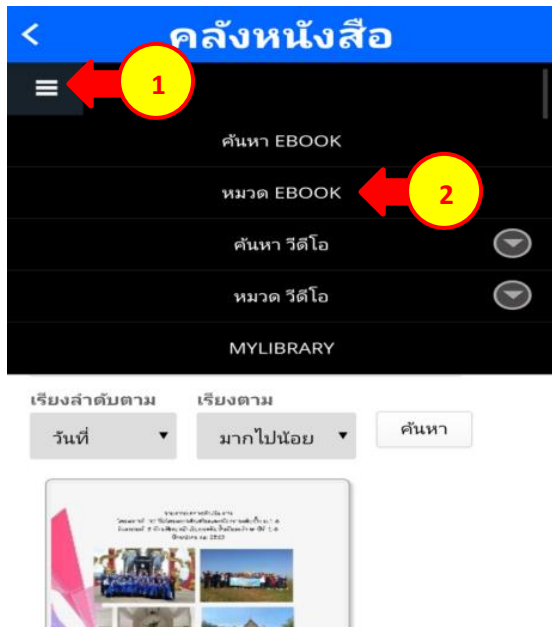 คลังหนังสือ
1
ค้นหา EBOOK
หมวด EBOOK
2
ค้นหา วีดีโอ
หมวด วีดีโอ
MYLIBRARY
เรียงลำดับตาม เรียงตาม
วันที่ มากไปน้อย ค้นหา